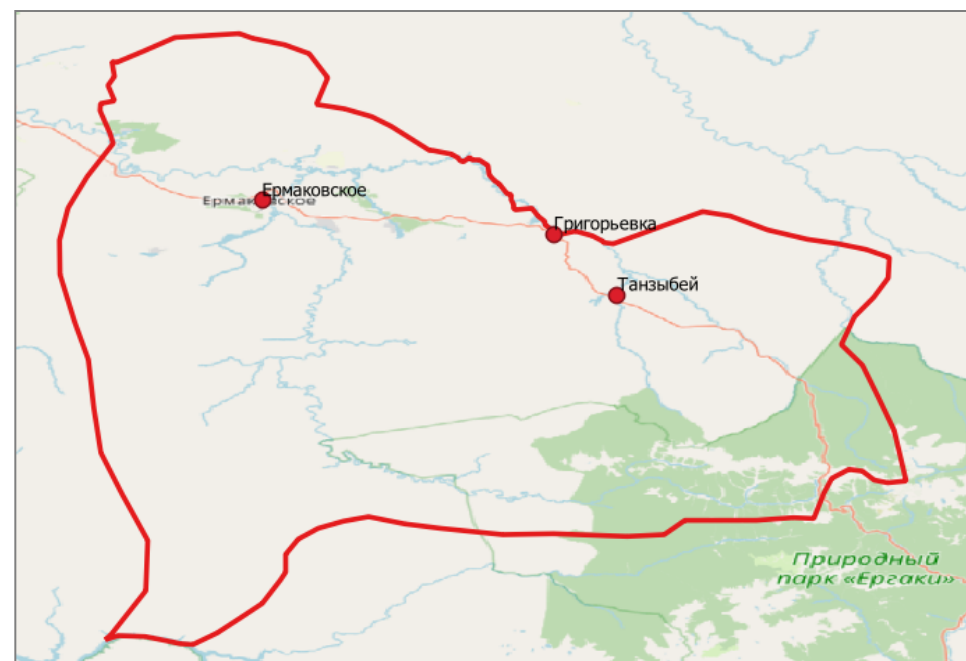 Ермаковское
Ермаковское
Григорьевка
Танзыбей
Природный
парк «Ергаки»